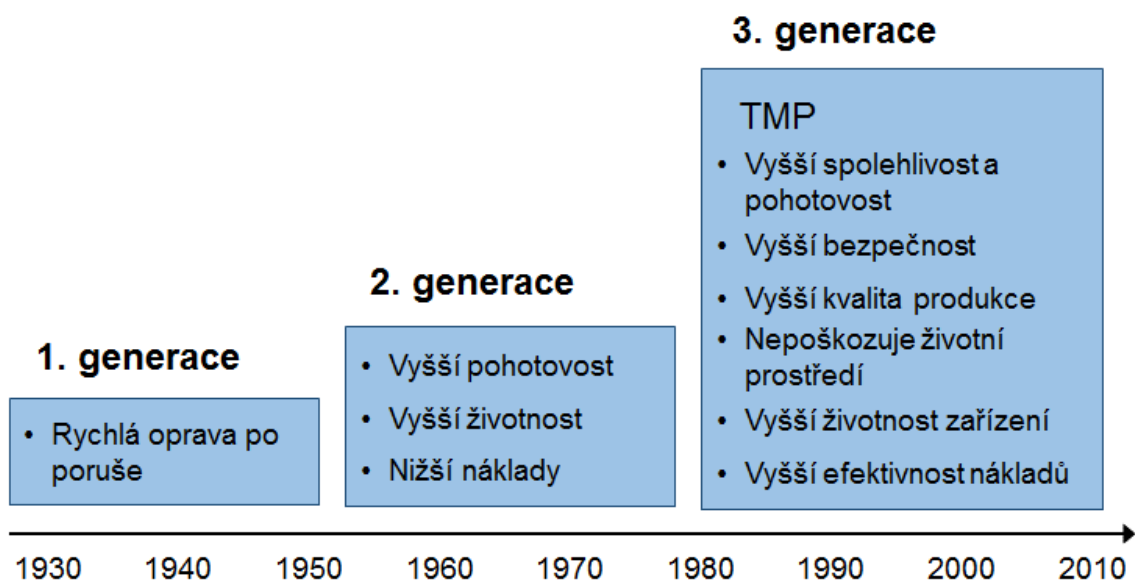 3. generace
TMP
• Vyšší spolehlivost a
pohotovost
• Vyšší bezpečnost
• Vyšší kvalita produkce
• Nepoškozuje životní
prostředí
• Vyšší životnost zařízení
• Vyšší efektivnost nákladů
2. generace
• Vyšší pohotovost
• Vyšší životnost
• Nižší náklady
1. generace
• Rychlá oprava po
poruše
1930 1940 1950 1960 1970 1980 1990 2000 2010